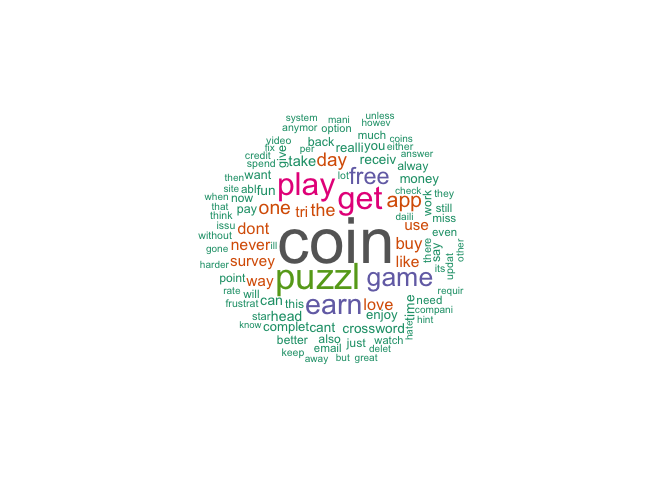 system mani unless
anymor option howev
video back much coins
fix per realli you either
credit give take day lot receiv answer
spend free alway
then want play check money
site abl fun get app work they
when now one tri the daili still
that pay use miss
think dont coin even
issu never ill buy there say other
without survey like its updat
gone way puzzl game
harder point earn love requir
rate will can this time need
frustrat star head enjoy compani
know complet cant crossword hate hint
better also just watch
keep email delet
away but great